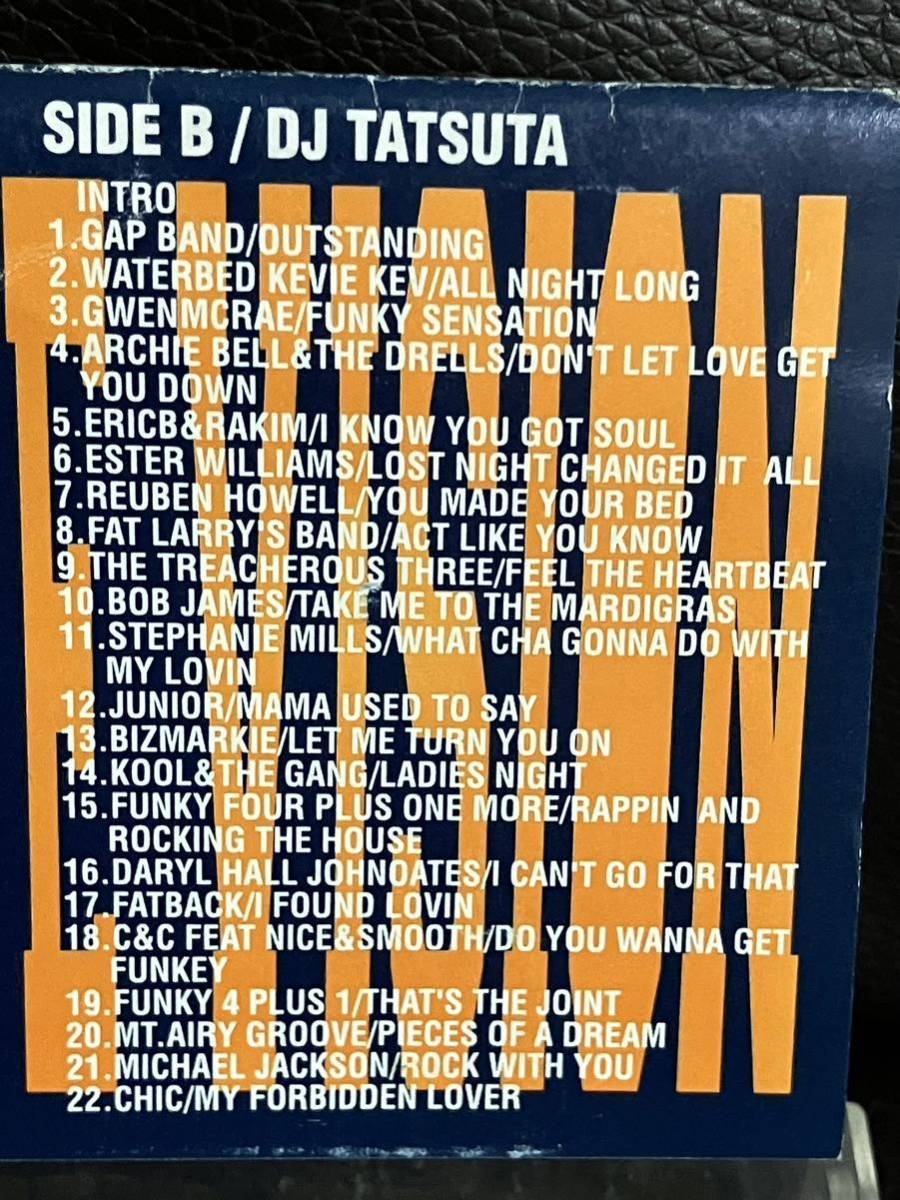 SIDE B / DJ TATSUTA
INTRO
1.GAP BAND/OUTSTANDING
2.WATERBED KEVIE KEV/ALL NIGHT LONG
3.GWENMCRAE/FUNKY SENSATION
4.ARCHIE BELL&THE DRELLS/DON'T LET LOVE GET
YOU DOWN
5.ERICB&RAKIM/I KNOW YOU GOT SOUL
6.ESTER WILLIAMS/LOST NIGHT CHANGED IT ALL
7.REUBEN HOWELL/YOU MADE YOUR BED
8.FAT LARRY'S BAND/ACT LIKE YOU KNOW
9.THE TREACHEROUS THREE/FEEL THE HEARTBEAT
10.BOB JAMES/TAKE ME TO THE MARDIGRAS
11.STEPHANIE MILLS/WHAT CHA GONNA DO WITH
MY LOVIN
12.JUNIOR/MAMA USED TO SAY
13.BIZMARKIE/LET ME TURN YOU ON
14.KOOL&THE GANG/LADIES NIGHT
15.FUNKY FOUR PLUS ONE MORE/RAPPIN AND
ROCKING THE HOUSE
16.DARYL HALL JOHNOATES/I CAN'T GO FOR THAT
17.FATBACK/I FOUND LOVIN
18.C&C FEAT NICE&SMOOTH/DO YOU WANNA GET
FUNKEY
19.FUNKY 4 PLUS 1/THAT'S THE JOINT
20.MT.AIRY GROOVE/PIECES OF A DREAM
21.MICHAEL JACKSON/ROCK WITH YOU
22.CHIC/MY FORBIDDEN LOVER